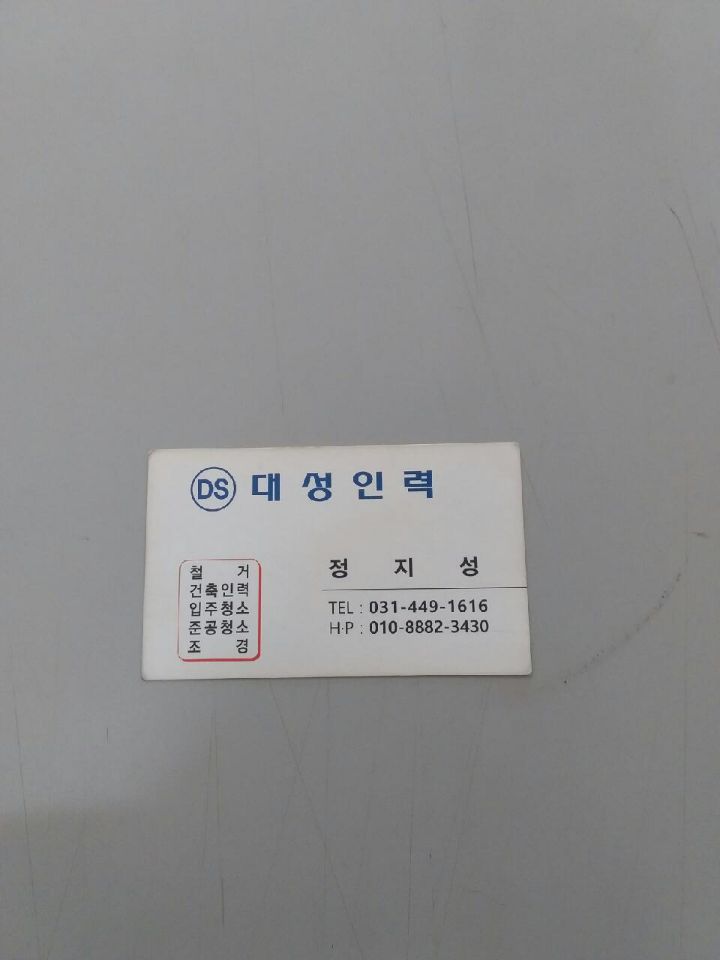 DS 대성인력
정 지 성
철 거
건축인력
입주청소
준공청소
조 경
TEL : 031-449-1616
H·P : 010-8882-3430